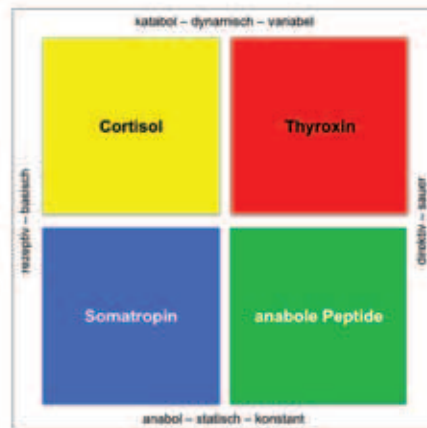 katabol – dynamisch – variabel
Cortisol
Thyroxin
rezeptiv – basisch
direktiv – sauer
Somatropin
anabole Peptide
anabol – statisch – konstant